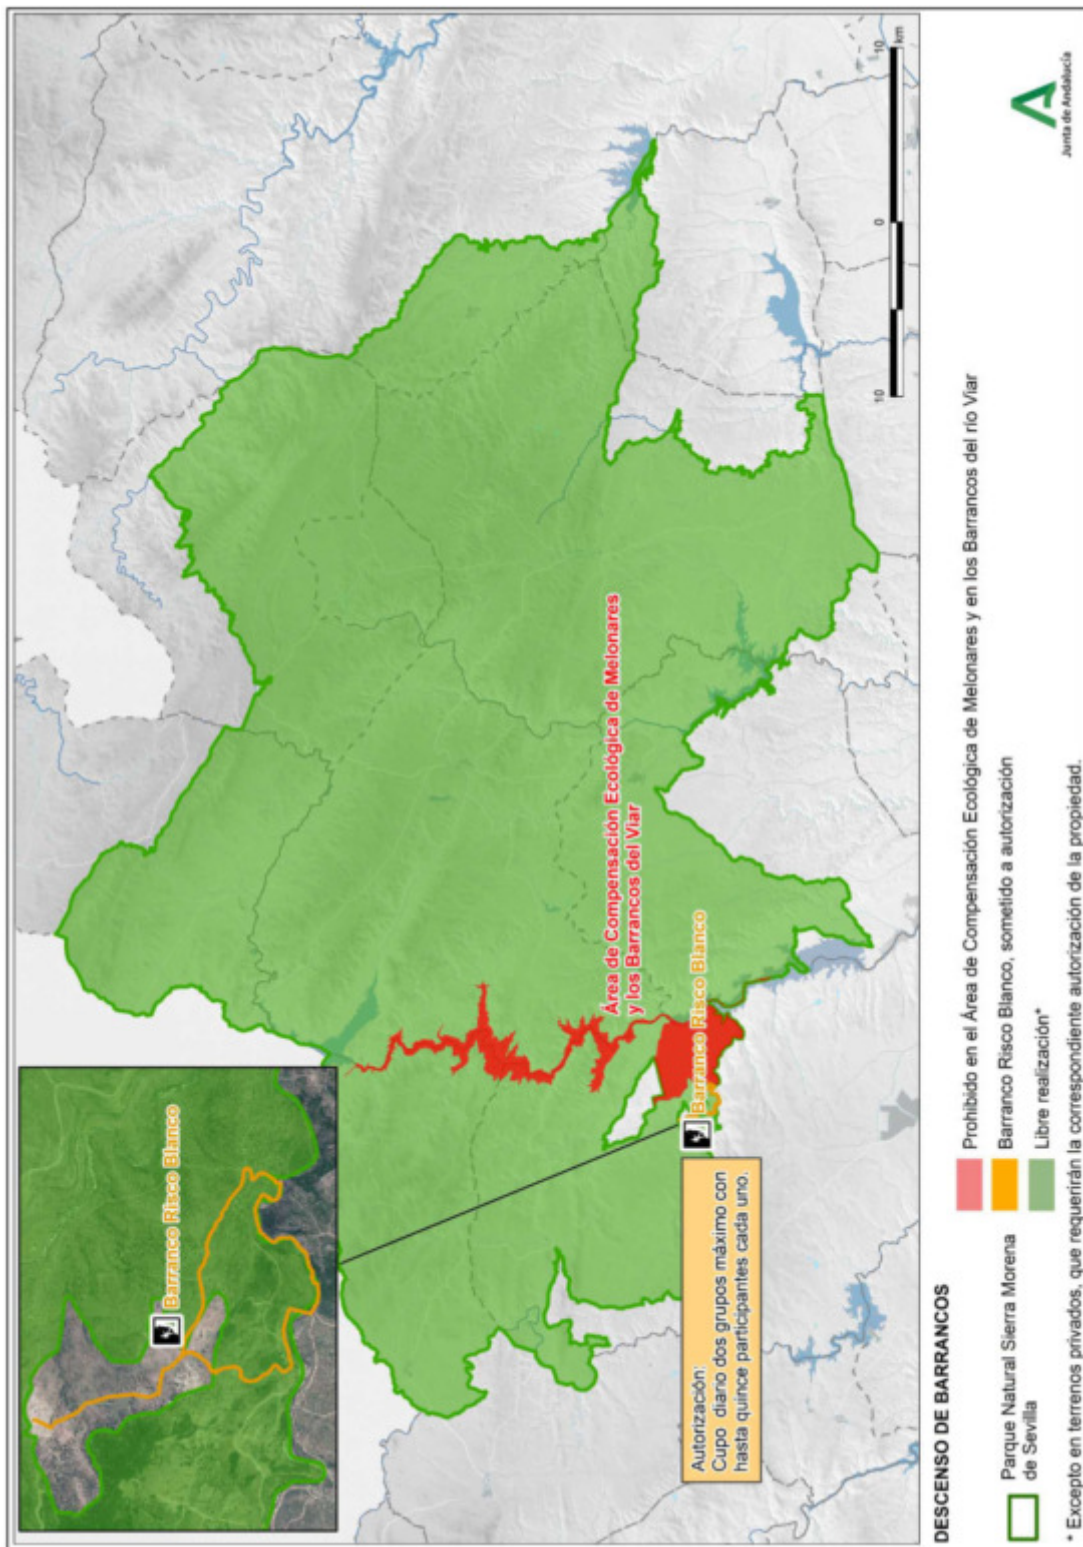 Barranco Risco Blanco
Área de Compensación Ecológica de Melonares
y los Barrancos del Viar
Barranco Risco Blanco
Autorización:
Cupo diario dos grupos máximo con
hasta quince participantes cada uno.
10 0 10
km
DESCENSO DE BARRANCOS
Parque Natural Sierra Morena
de Sevilla
Prohibido en el Área de Compensación Ecológica de Melonares y en los Barrancos del río Viar
Barranco Risco Blanco, sometido a autorización
Libre realización*
* Excepto en terrenos privados, que requerirán la correspondiente autorización de la propiedad.
Junta de Andalucía